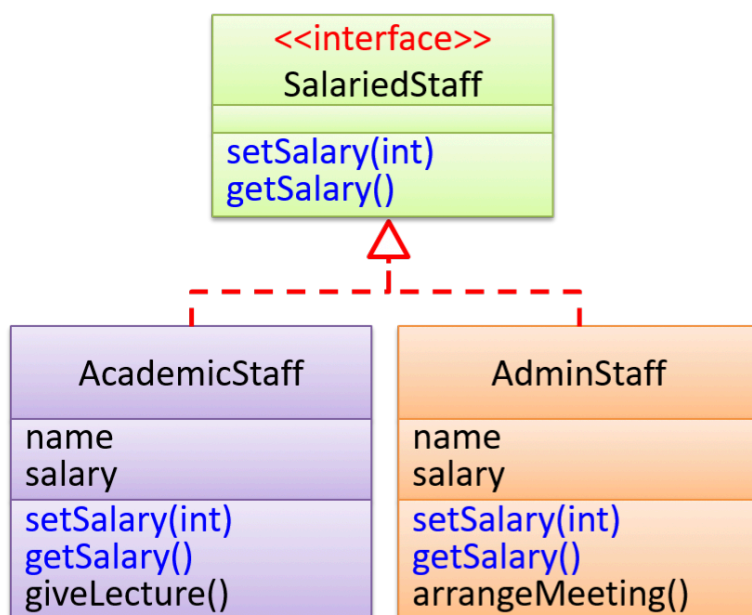 <<interface>>
SalariedStaff
setSalary(int)
getSalary()
AcademicStaff
name
salary
setSalary(int)
getSalary()
giveLecture()
AdminStaff
name
salary
setSalary(int)
getSalary()
arrangeMeeting()